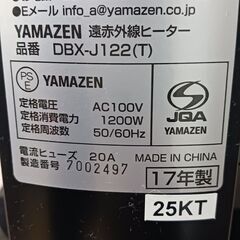 ●Eメール info_a@yamazen.co.jp
YAMAZEN 遠赤外線ヒーター
品番 DBX-J122(T)
PS E YAMAZEN
定格電圧 AC100V
定格消費電力 1200W
定格周波数 50/60Hz
JQA
YAMAZEN
電流ヒューズ 20A
MADE IN CHINA
製造番号 7002497
17年製
25KT